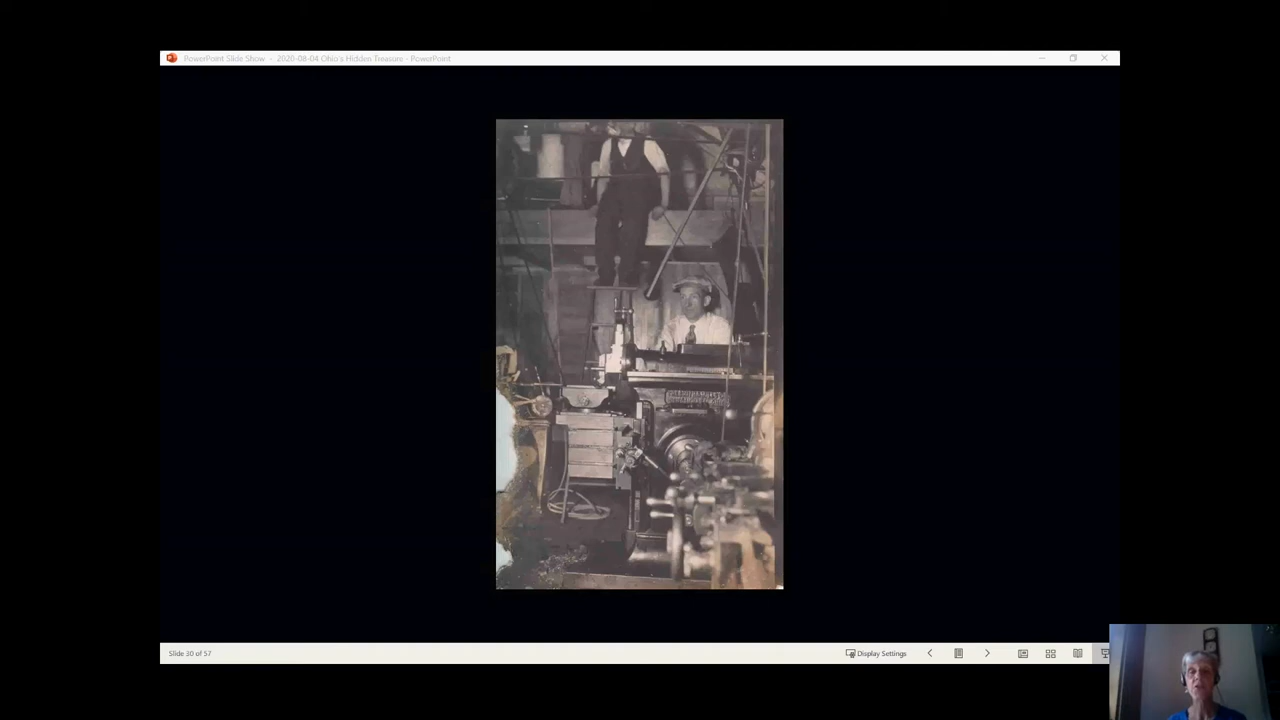 PowerPoint Slide Show - 2020-08-04 Ohio's Hidden Treasure - PowerPoint
Slide 30 of 57
Display Settings